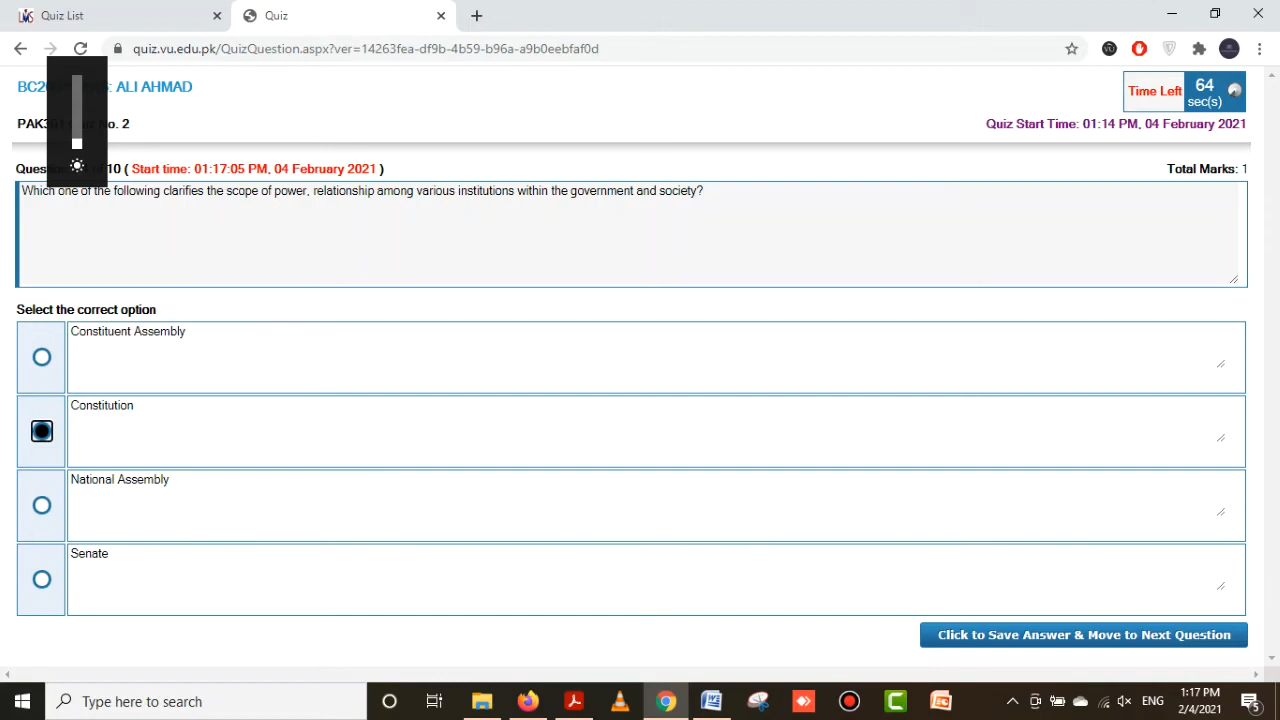 Quiz List
Quiz
quiz.vu.edu.pk/QuizQuestion.aspx?ver=14263fea-df9b-4b59-b96a-a9b0eebfaf0d
: ALI AHMAD
Time Left
64
sec(s)
No. 2
Quiz Start Time: 01:14 PM, 04 February 2021
10 ( Start time: 01:17:05 PM, 04 February 2021 )
Total Marks: 1
Which one of the following clarifies the scope of power, relationship among various institutions within the government and society?
Select the correct option
Constituent Assembly
Constitution
National Assembly
Senate
Click to Save Answer & Move to Next Question
Type here to search
ENG
1:17 PM
2/4/2021
5